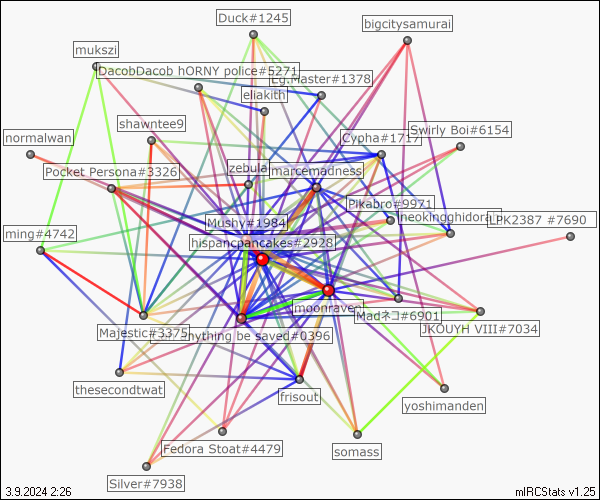 Duck#1245
bigcitysamurai
mukszi
DacobDacob hORNY police#5271
Lg.Master#1378
eliakith
shawntee9
Cypha#1717
Swirly Boi#6154
normalwan
zebula
marcemadness
Pocket Persona#3326
Pikabro#9971
neokingghidora
LPK2387 #7690
Mushy#1984
ming#4742
hispancpancakes#2928
moonraven
Madネコ#6901
Majestic#3375
nything be saved#0396
JKOUYH VIII#7034
thesecondtwat
frisout
yoshimanden
Fedora Stoat#4479
somass
Silver#7938
3.9.2024 2:26
mIRCStats v1.25